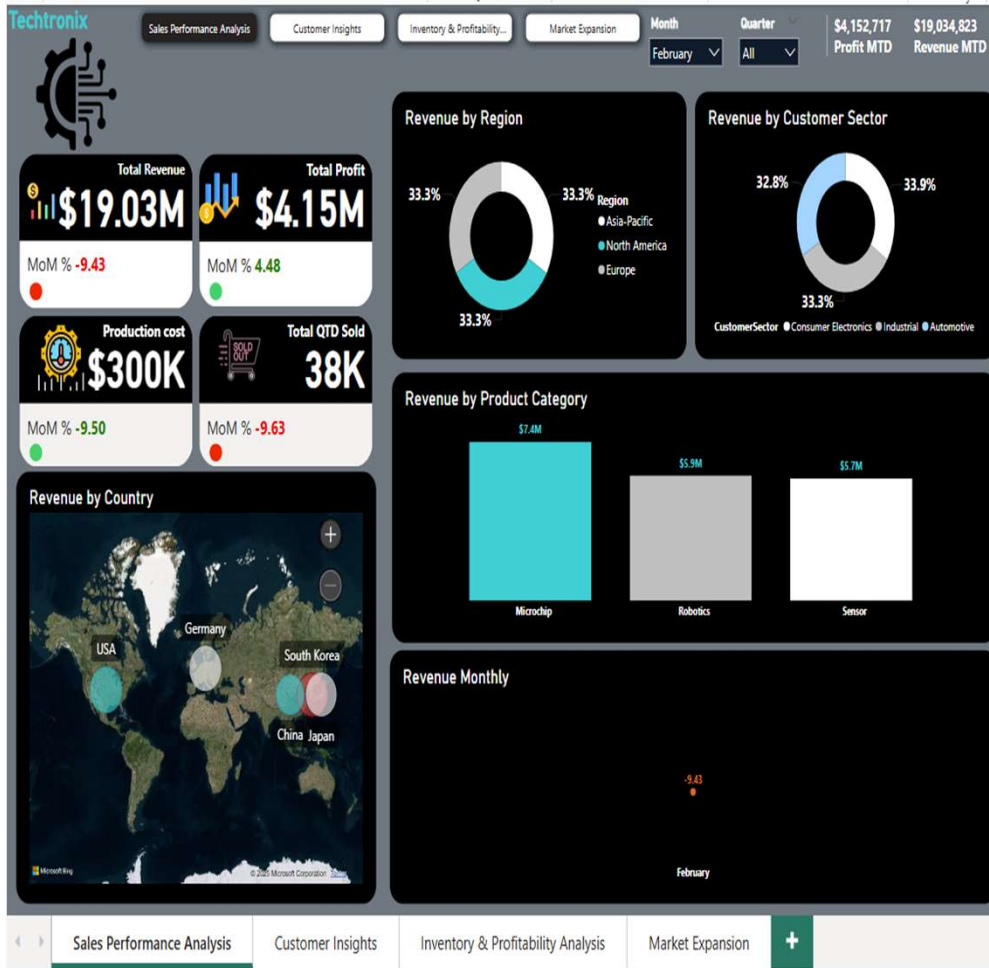 Techtronix
Sales Performance Analysis
Customer Insights
Inventory & Profitability...
Market Expansion
Month
February
Quarter
All
$4,152,717
Profit MTD
$19,034,823
Revenue MTD
Total Revenue
$19.03M
MoM % -9.43
Total Profit
$4.15M
MoM % 4.48
Production cost
$300K
MoM % -9.50
Total QTD Sold
SOLD
OUT
38K
MoM % -9.63
Revenue by Region
33.3%
33.3%
33.3%
Region
Asia-Pacific
North America
Europe
Revenue by Customer Sector
32.8%
33.9%
33.3%
CustomerSector Consumer Electronics Industrial Automotive
Revenue by Product Category
$7.4M
$5.9M
$5.7M
Microchip
Robotics
Sensor
Revenue by Country
USA
Germany
South Korea
China
Japan
Microsoft Bing
© 2025 Microsoft Corporation Terms
Revenue Monthly
-9.43
February
Sales Performance Analysis
Customer Insights
Inventory & Profitability Analysis
Market Expansion
+